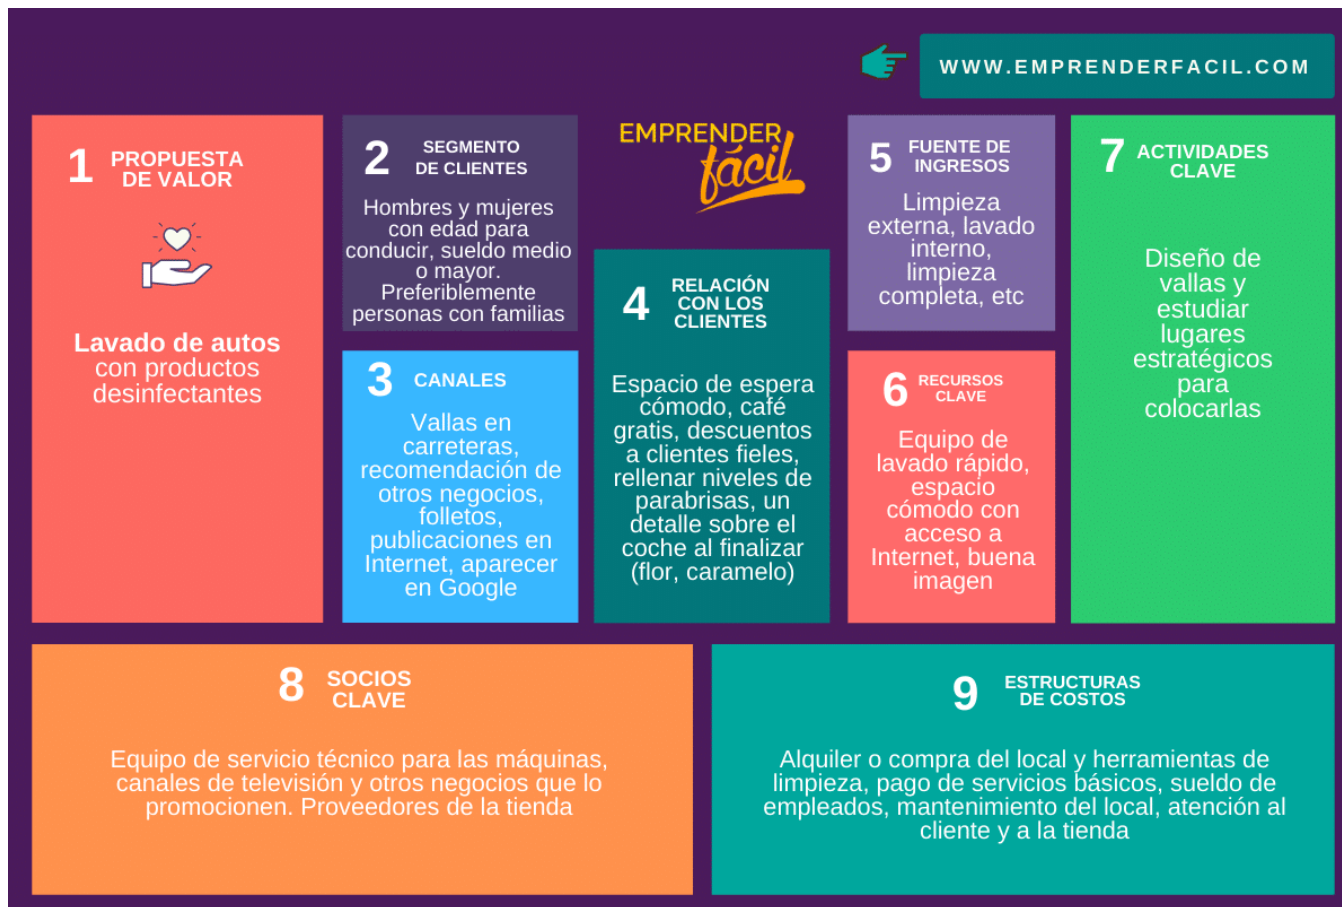 WWW.EMPRENDERFACIL.COM
1 PROPUESTA
DE VALOR
Lavado de autos
con productos
desinfectantes
2 SEGMENTO
DE CLIENTES
Hombres y mujeres
con edad para
conducir, sueldo medio
o mayor.
Preferiblemente
personas con familias
3 CANALES
Vallas en
carreteras,
recomendación de
otros negocios,
folletos,
publicaciones en
Internet, aparecer
en Google
EMPRENDER
fácil
4 RELACIÓN
CON LOS
CLIENTES
Espacio de espera
cómodo, café
gratis, descuentos
a clientes fieles,
rellenar niveles de
parabrisas, un
detalle sobre el
coche al finalizar
(flor, caramelo)
5 FUENTE DE
INGRESOS
Limpieza
externa, lavado
interno,
limpieza
completa, etc
6 RECURSOS
CLAVE
Equipo de
lavado rápido,
espacio
cómodo con
acceso a
Internet, buena
imagen
7 ACTIVIDADES
CLAVE
Diseño de
vallas y
estudiar
lugares
estratégicos
para
colocarlas
8 SOCIOS
CLAVE
Equipo de servicio técnico para las máquinas,
canales de televisión y otros negocios que lo
promocionen. Proveedores de la tienda
9 ESTRUCTURAS
DE COSTOS
Alquiler o compra del local y herramientas de
limpieza, pago de servicios básicos, sueldo de
empleados, mantenimiento del local, atención al
cliente y a la tienda